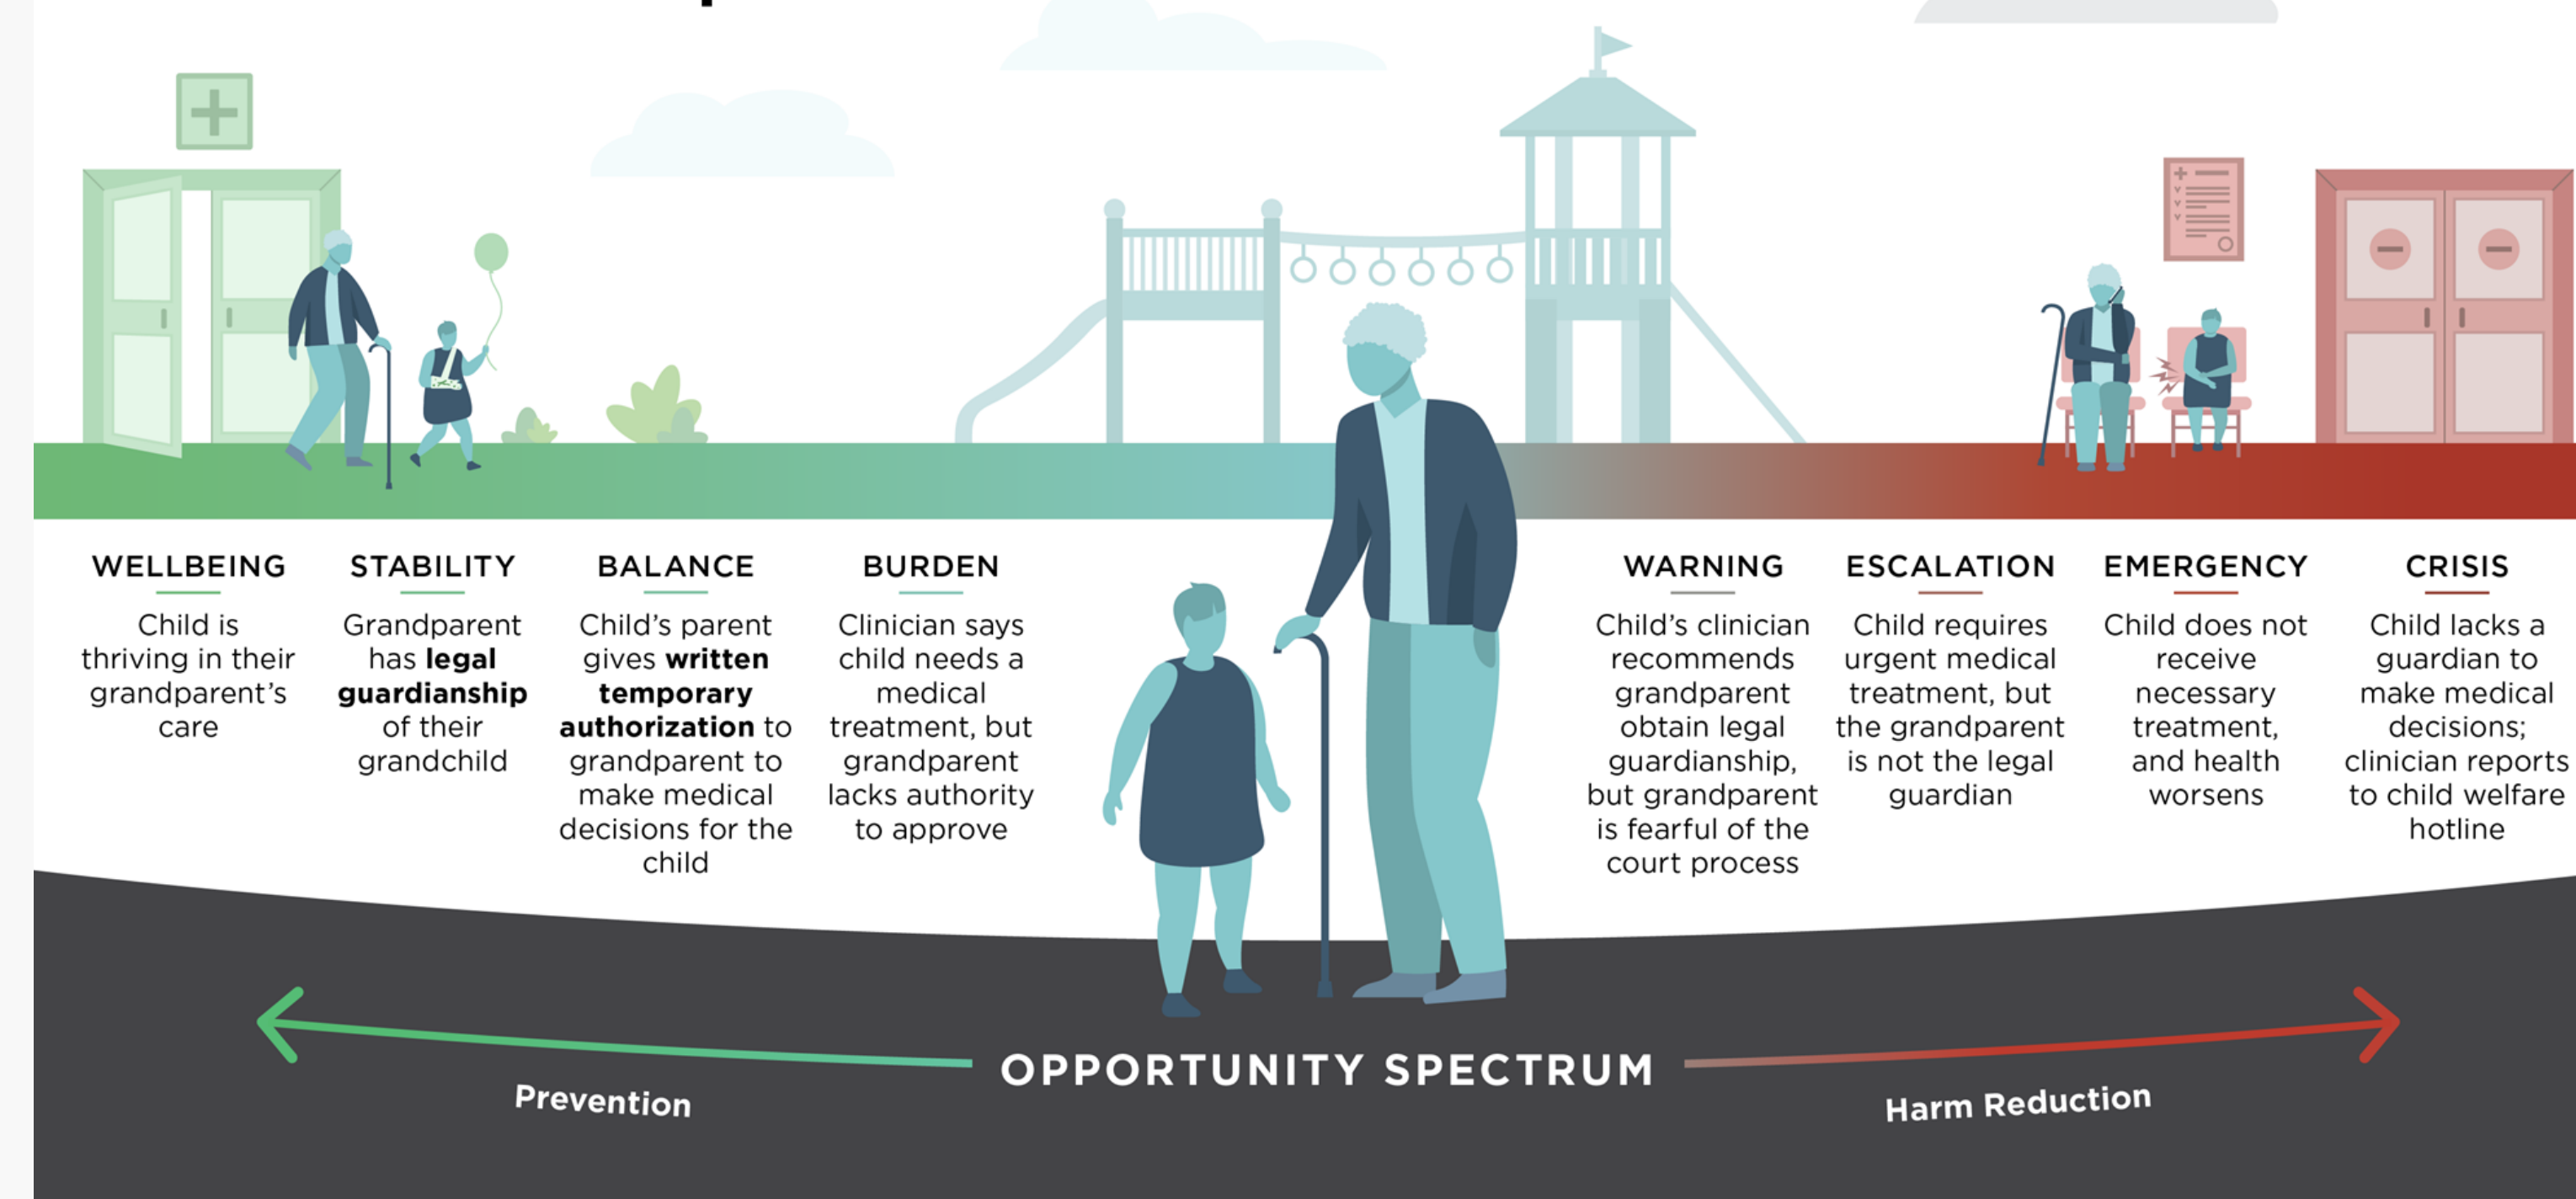 WELLBEING
Child is
thriving in their
grandparent's
care
STABILITY
Grandparent
has legal
guardianship
of their
grandchild
BALANCE
Child's parent
gives written
temporary
authorization to
grandparent to
make medical
decisions for the
child
BURDEN
Clinician says
child needs a
medical
treatment, but
grandparent
lacks authority
to approve
WARNING
Child's clinician
recommends
grandparent
obtain legal
guardianship,
but grandparent
is fearful of the
court process
ESCALATION
Child requires
urgent medical
treatment, but
the grandparent
is not the legal
guardian
EMERGENCY
Child does not
receive
necessary
treatment,
and health
worsens
CRISIS
Child lacks a
guardian to
make medical
decisions;
clinician reports
to child welfare
hotline
OPPORTUNITY SPECTRUM
Prevention
Harm Reduction